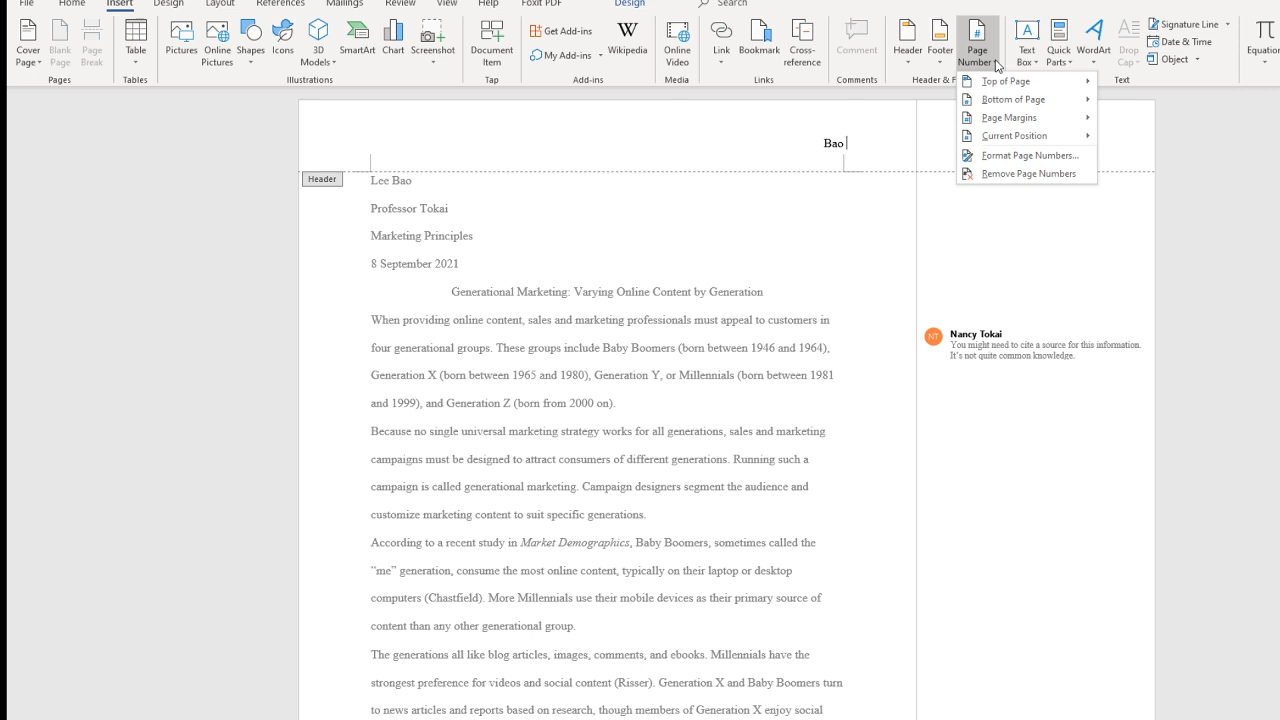 File Home Insert Design Layout References Mailings Review View Help Foxit PDF Design Search
Cover Page
Blank Page
Page Break
Pages
Table
Tables
Pictures
Online Pictures
Shapes
Icons
3D Models
SmartArt
Chart
Screenshot
Illustrations
Document Item
Tap
Get Add-ins
My Add-ins
Wikipedia
Add-ins
Online Video
Media
Link
Bookmark
Cross-reference
Links
Comment
Comments
Header
Footer
Page Number
Header & F
Text Box
Quick Parts
WordArt
Drop Cap
Signature Line
Date & Time
Object
Text
Equation
Top of Page
Bottom of Page
Page Margins
Current Position
Format Page Numbers...
Remove Page Numbers
Bao
Header
Lee Bao
Professor Tokai
Marketing Principles
8 September 2021
Generational Marketing: Varying Online Content by Generation
When providing online content, sales and marketing professionals must appeal to customers in
four generational groups. These groups include Baby Boomers (born between 1946 and 1964),
Generation X (born between 1965 and 1980), Generation Y, or Millennials (born between 1981
and 1999), and Generation Z (born from 2000 on).
Because no single universal marketing strategy works for all generations, sales and marketing
campaigns must be designed to attract consumers of different generations. Running such a
campaign is called generational marketing. Campaign designers segment the audience and
customize marketing content to suit specific generations.
According to a recent study in Market Demographics, Baby Boomers, sometimes called the
“me” generation, consume the most online content, typically on their laptop or desktop
computers (Chastfield). More Millennials use their mobile devices as their primary source of
content than any other generational group.
The generations all like blog articles, images, comments, and ebooks. Millennials have the
strongest preference for videos and social content (Risser). Generation X and Baby Boomers turn
to news articles and reports based on research, though members of Generation X enjoy social
NT
Nancy Tokai
You might need to cite a source for this information.
It’s not quite common knowledge.